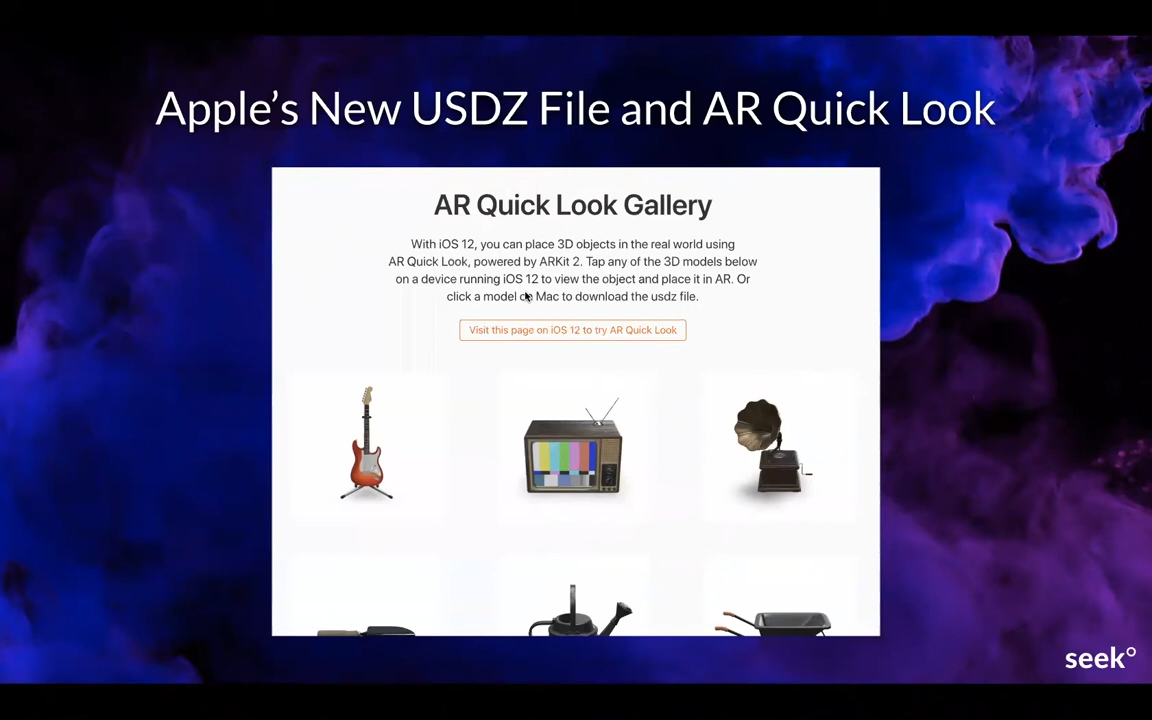 Apple’s New USDZ File and AR Quick Look
AR Quick Look Gallery
With iOS 12, you can place 3D objects in the real world using
AR Quick Look, powered by ARKit 2. Tap any of the 3D models below
on a device running iOS 12 to view the object and place it in AR. Or
click a model on Mac to download the usdz file.
Visit this page on iOS 12 to try AR Quick Look
seek°